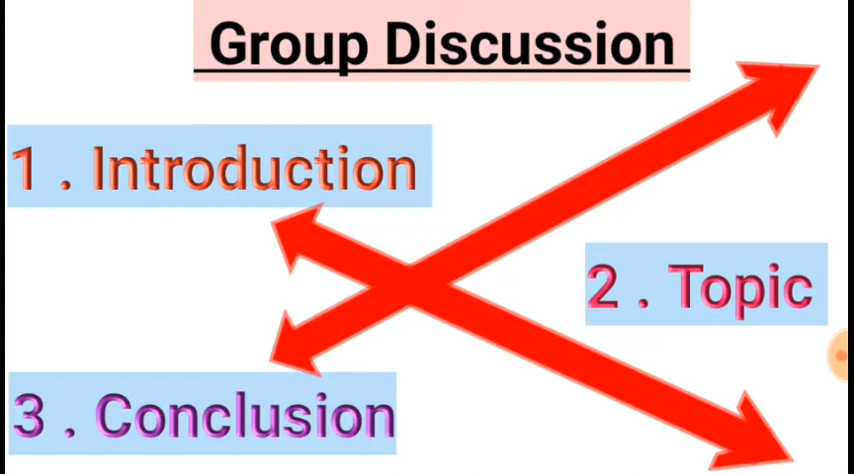 Group Discussion
1 . Introduction
2 . Topic
3 . Conclusion